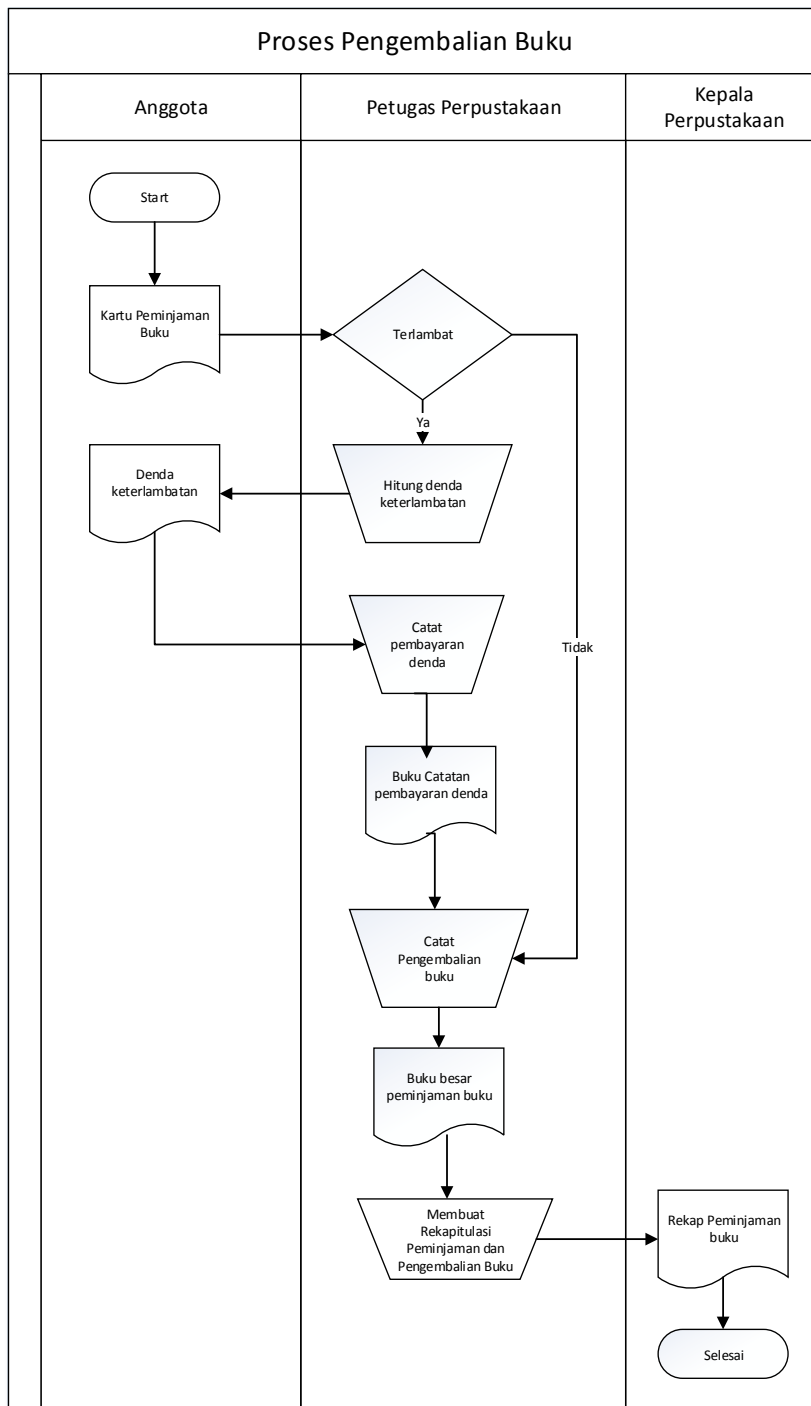 Proses Pengembalian Buku
Anggota
Petugas Perpustakaan
Kepala
Perpustakaan
Start
Kartu Peminjaman
Buku
Terlambat
Ya
Denda
keterlambatan
Hitung denda
keterlambatan
Catat
pembayaran
denda
Tidak
Buku Catatan
pembayaran denda
Catat
Pengembalian
buku
Buku besar
peminjaman buku
Membuat
Rekapitulasi
Peminjaman dan
Pengembalian Buku
Rekap Peminjaman
buku
Selesai